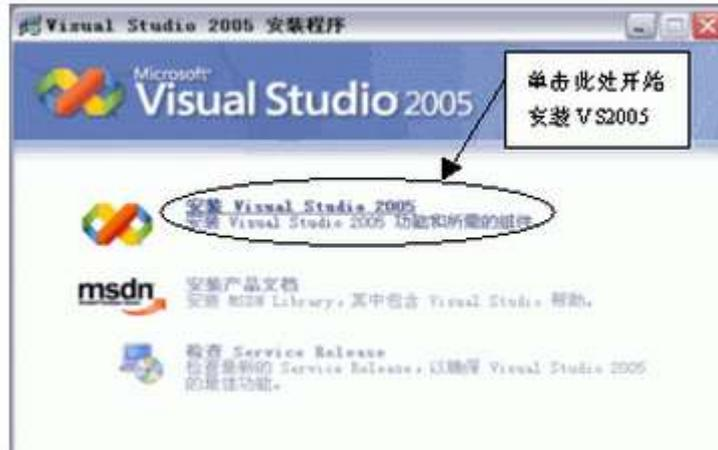 Visual Studio 2005 安装程序
Microsoft
Visual Studio 2005
单击此处开始
安装VS2005
安装 Visual Studio 2005
安装 Visual Studio 2005 功能和所需的组件
msdn
安装产品文档
安装 MSDN Library，其中包含 Visual Studio 帮助。
检查 Service Release
检查最新的 Service Release，以确保 Visual Studio 2005
的最佳功能。